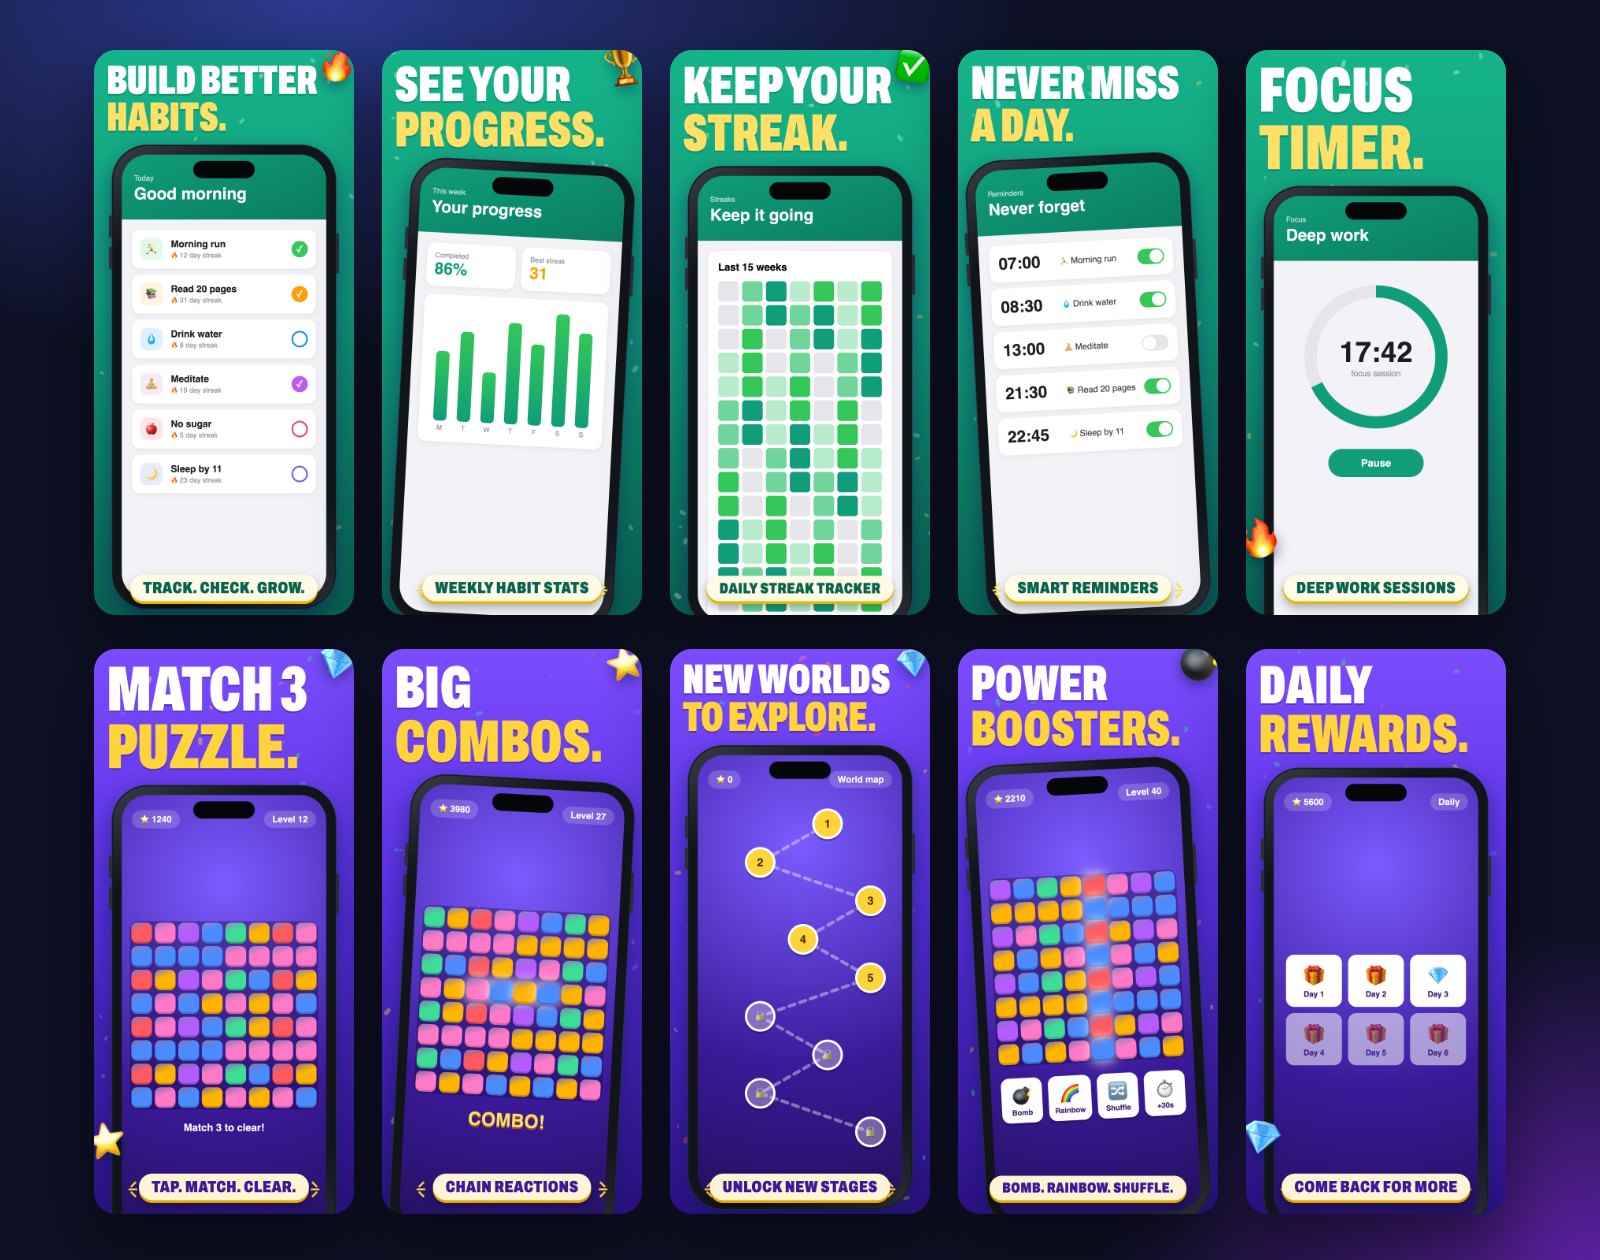 BUILD BETTER
HABITS.
Today
Good morning
Morning run
🔥 12 day streak
Read 20 pages
🔥 31 day streak
Drink water
🔥 8 day streak
Meditate
🔥 19 day streak
No sugar
🔥 5 day streak
Sleep by 11
🔥 23 day streak
TRACK. CHECK. GROW.
SEE YOUR
PROGRESS.
This week
Your progress
Completed
86%
Best streak
31
M T W T F S S
WEEKLY HABIT STATS
KEEP YOUR
STREAK.
Streaks
Keep it going
Last 15 weeks
DAILY STREAK TRACKER
NEVER MISS
A DAY.
Reminders
Never forget
07:00 Morning run
08:30 Drink water
13:00 Meditate
21:30 Read 20 pages
22:45 Sleep by 11
SMART REMINDERS
FOCUS
TIMER.
Focus
Deep work
17:42
focus session
Pause
DEEP WORK SESSIONS
MATCH 3
PUZZLE.
⭐ 1240 Level 12
Match 3 to clear!
TAP. MATCH. CLEAR.
BIG
COMBOS.
⭐ 3980 Level 27
COMBO!
CHAIN REACTIONS
NEW WORLDS
TO EXPLORE.
⭐ 0 World map
1
2
3
4
5
UNLOCK NEW STAGES
POWER
BOOSTERS.
⭐ 2210 Level 40
Bomb Rainbow Shuffle +30s
BOMB. RAINBOW. SHUFFLE.
DAILY
REWARDS.
⭐ 5600 Daily
Day 1 Day 2 Day 3
Day 4 Day 5 Day 6
COME BACK FOR MORE